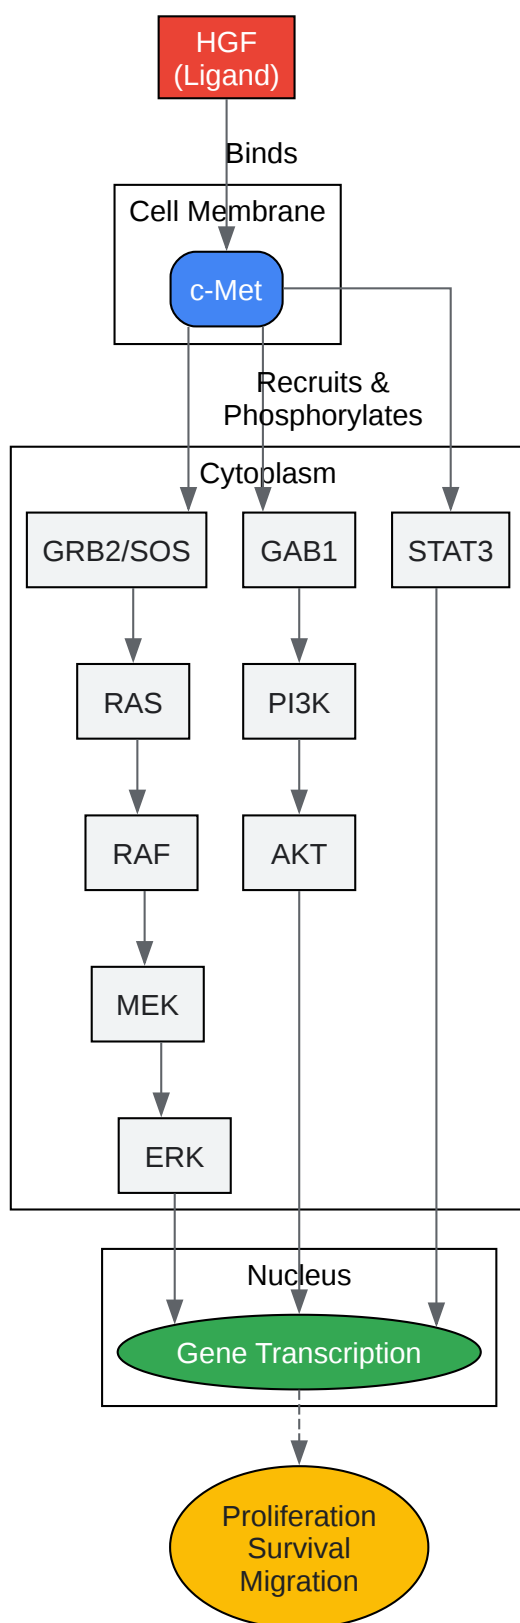 HGF
(Ligand)
Binds
Cell Membrane
c-Met
Recruits &
Phosphorylates
Cytoplasm
GRB2/SOS
GAB1
STAT3
RAS
PI3K
RAF
AKT
MEK
ERK
Nucleus
Gene Transcription
Proliferation
Survival
Migration